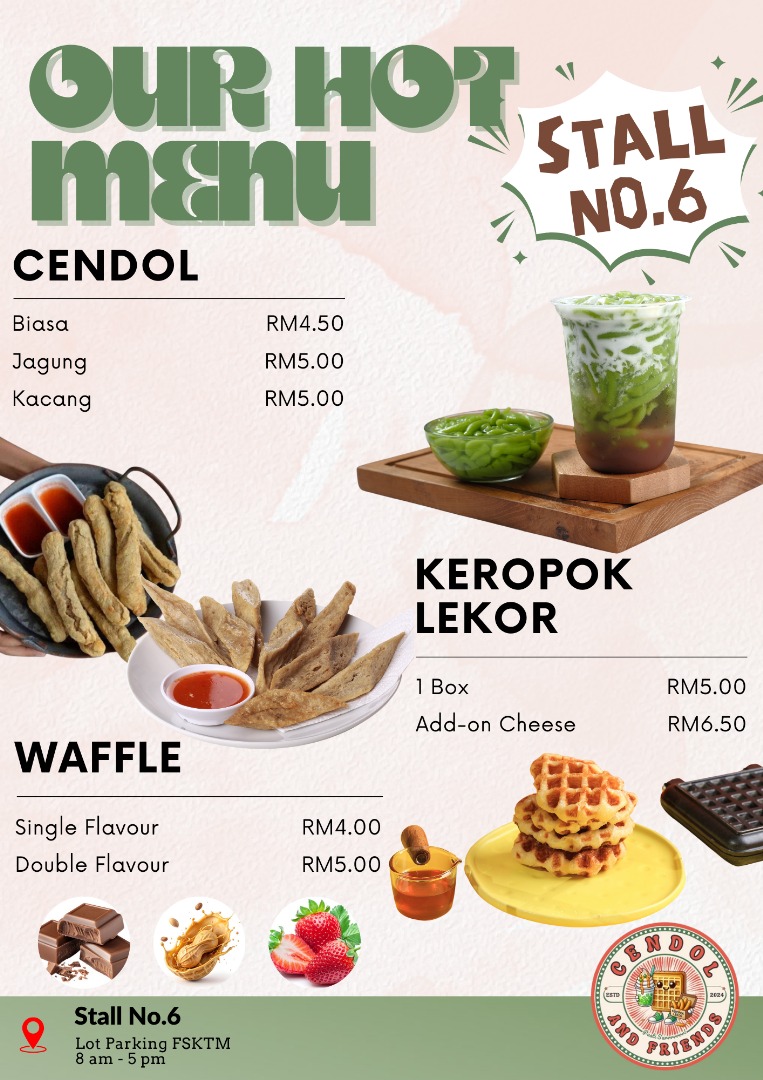 OUR HOT
MENU
STALL
NO.6
CENDOL
Biasa RM4.50
Jagung RM5.00
Kacang RM5.00
KEROPOK
LEKOR
1 Box RM5.00
Add-on Cheese RM6.50
WAFFLE
Single Flavour RM4.00
Double Flavour RM5.00
Stall No.6
Lot Parking FSKTM
8 am - 5 pm
CENDOL
ESTD 2024
AND FRIENDS